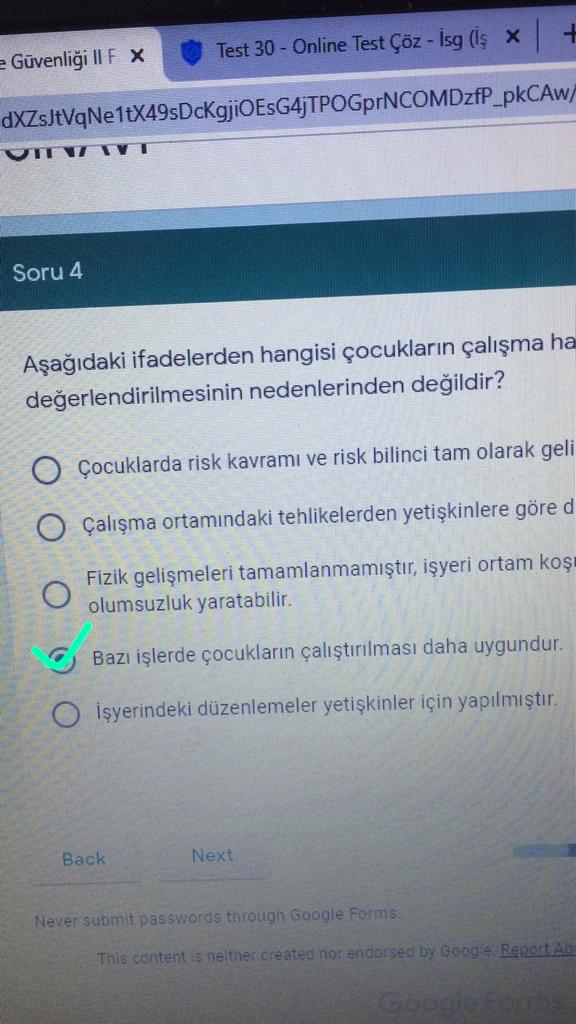 e Güvenliği II F
Test 30 - Online Test Çöz - İsg (İş
dXZsJtVqNe1tX49sDcKgjiOEsG4jTPOGprNCOMDzfP_pkCAw/
Soru 4
Aşağıdaki ifadelerden hangisi çocukların çalışma ha
değerlendirilmesinin nedenlerinden değildir?
Çocuklarda risk kavramı ve risk bilinci tam olarak geli
Çalışma ortamındaki tehlikelerden yetişkinlere göre d
Fizik gelişmeleri tamamlanmamıştır, işyeri ortam koşu
olumsuzluk yaratabilir.
Bazı işlerde çocukların çalıştırılması daha uygundur.
İşyerindeki düzenlemeler yetişkinler için yapılmıştır.
Back
Next
Never submit passwords through Google Forms.
This content is neither created nor endorsed by Google. Report Ab
Google Forms